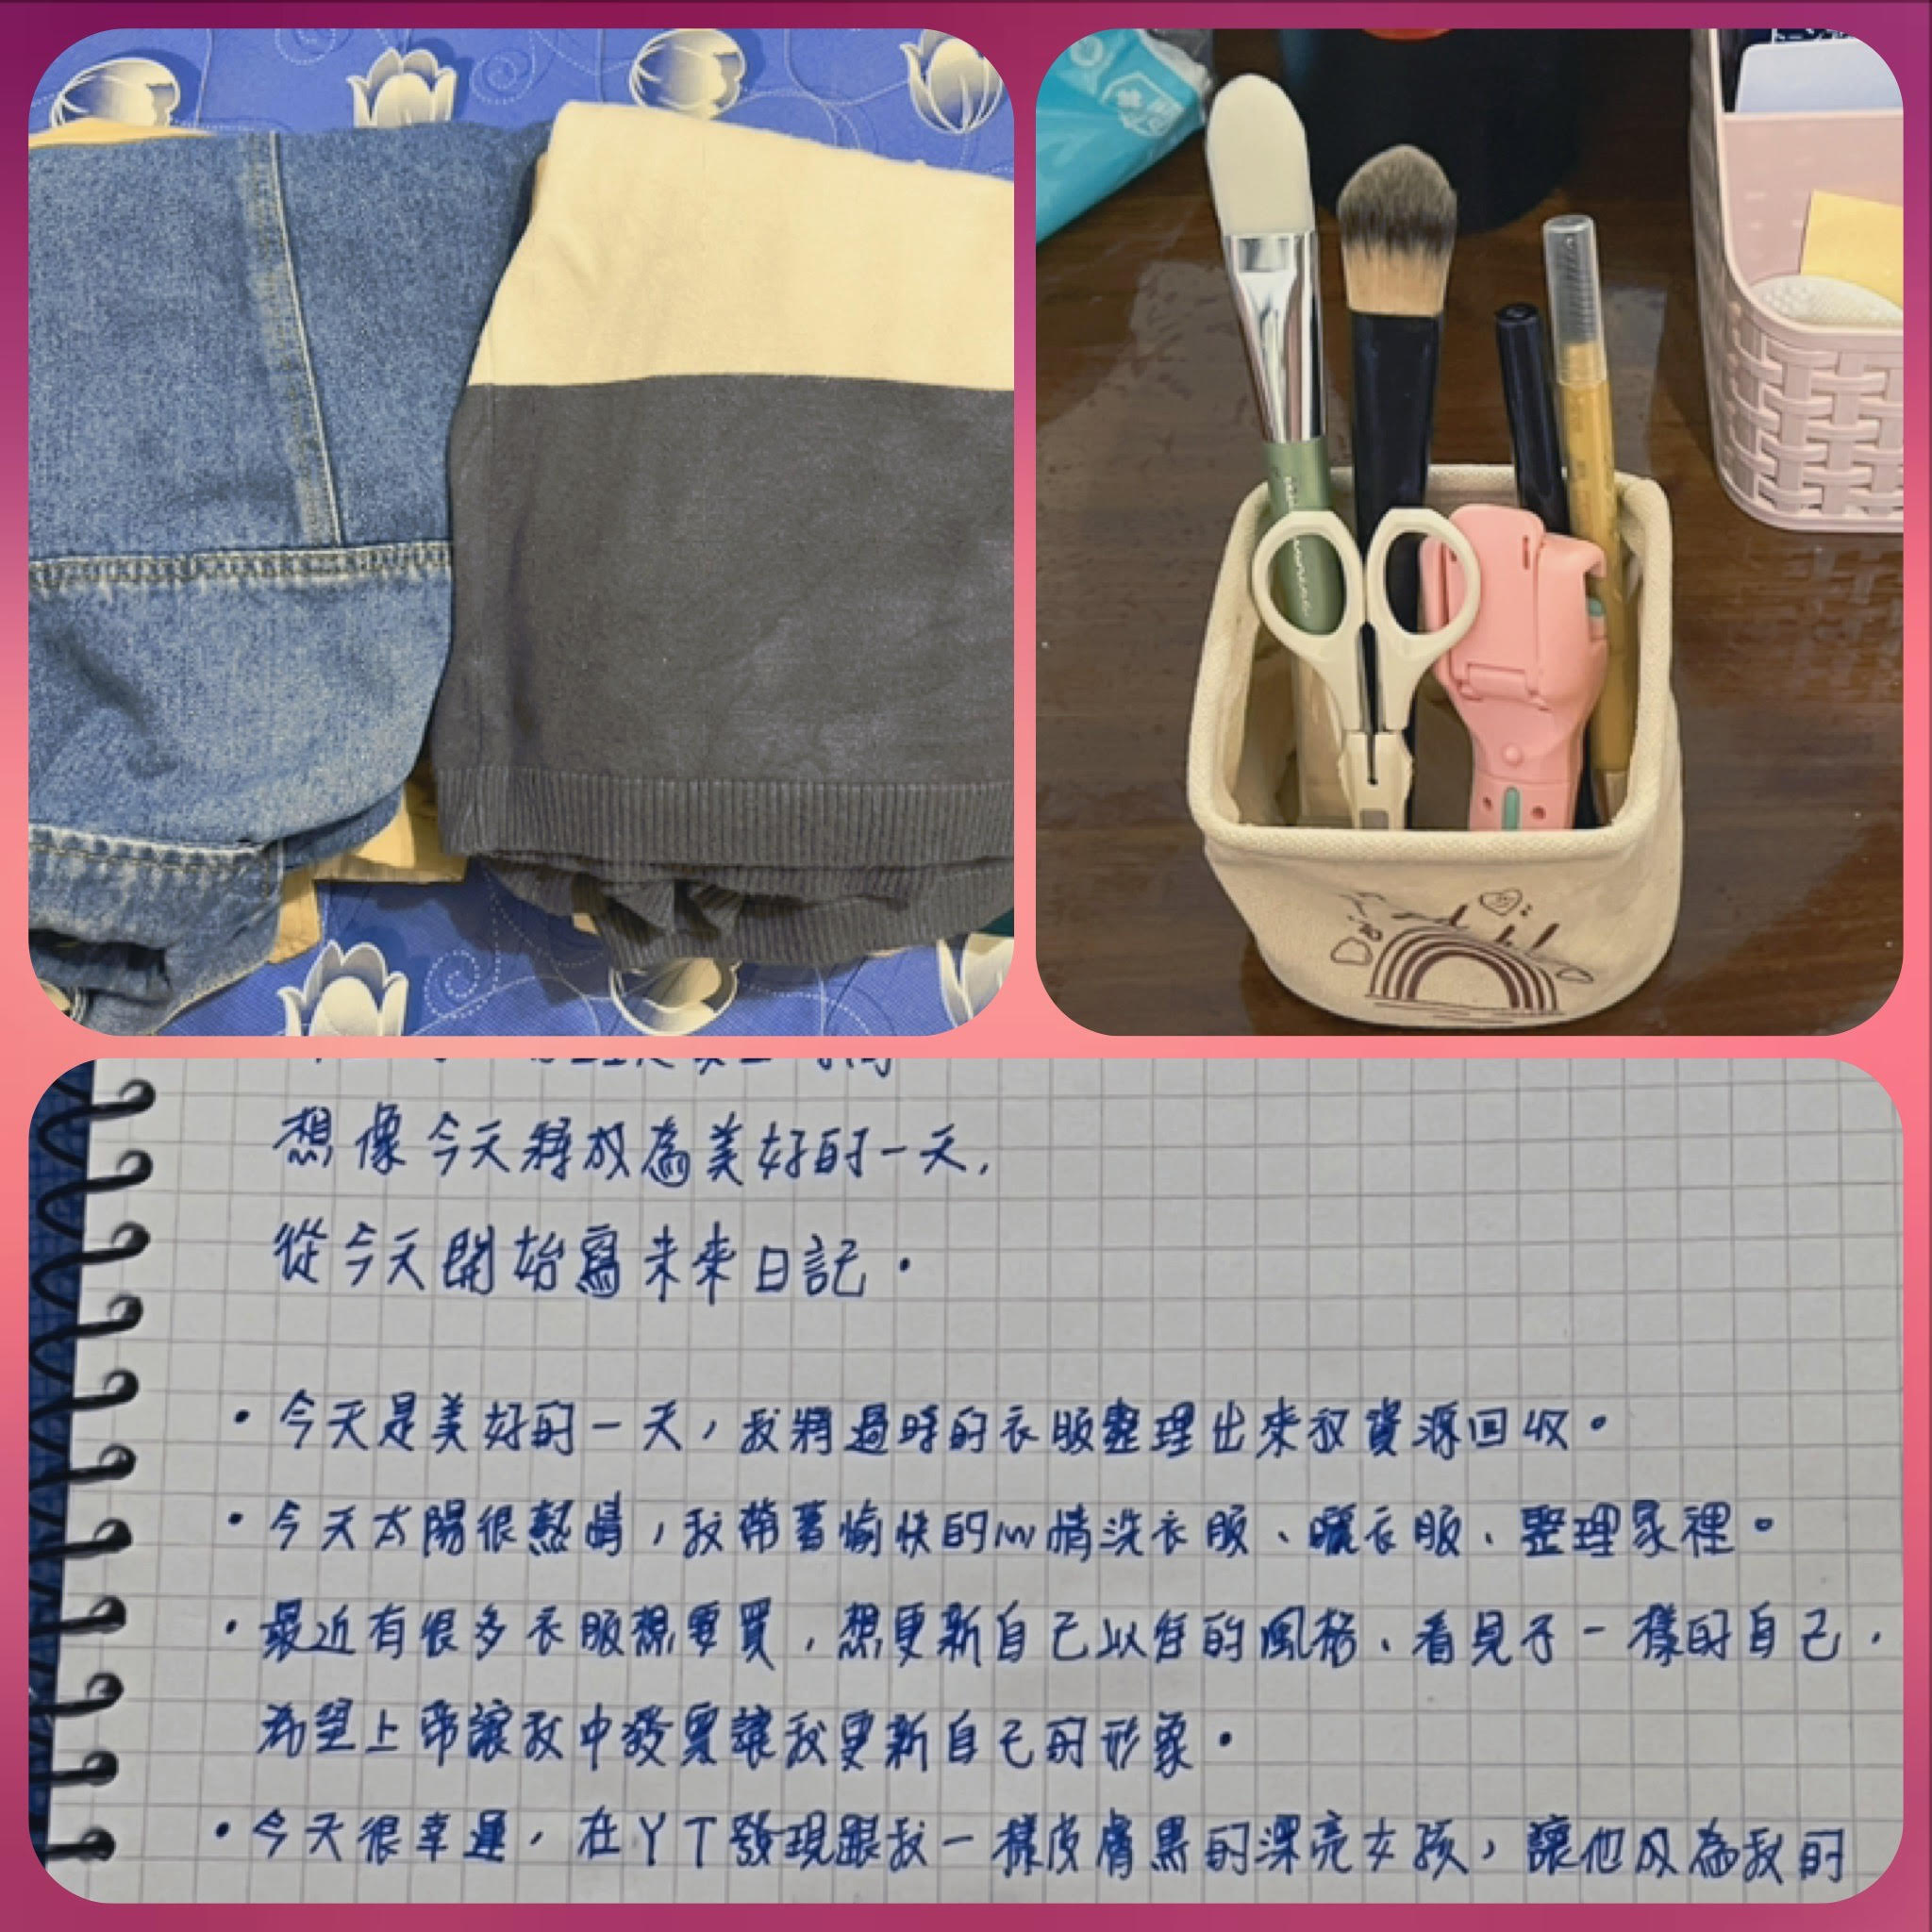 想像今天將成為美好的一天,
從今天開始寫未來日記。
·今天是美好的一天,我將過時的衣服整理出來做資源回收。
·今天太陽很熱情,我帶著愉快的心情洗衣服、曬衣服、整理家裡。
·最近有很多衣服想要買,想更新自己以往的風格、看見不一樣的自己,
希望上帝讓我中發票讓我更新自己的形象。
·今天很幸運,在YT發現跟我一樣皮膚黑的漂亮女孩,讓他成為我的